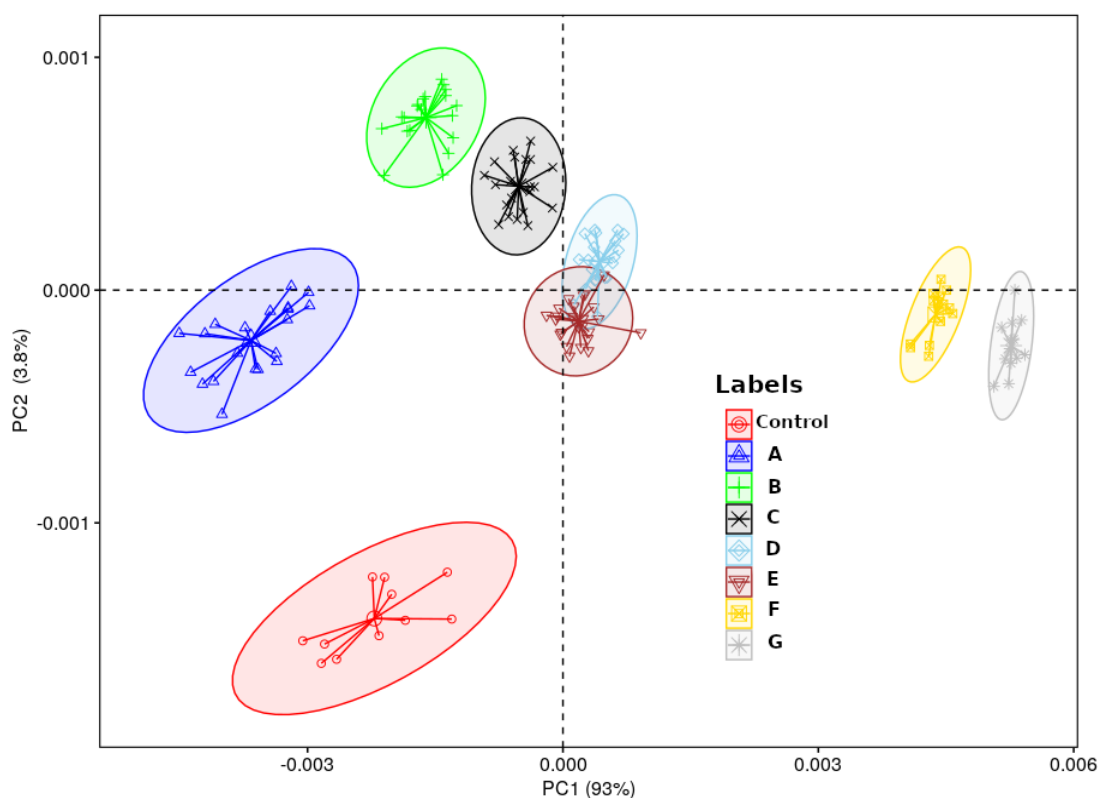 0.001
0.000
-0.001
PC2 (3.8%)
Labels
Control
A
B
C
D
E
F
G
-0.003
0.000
0.003
0.006
PC1 (93%)